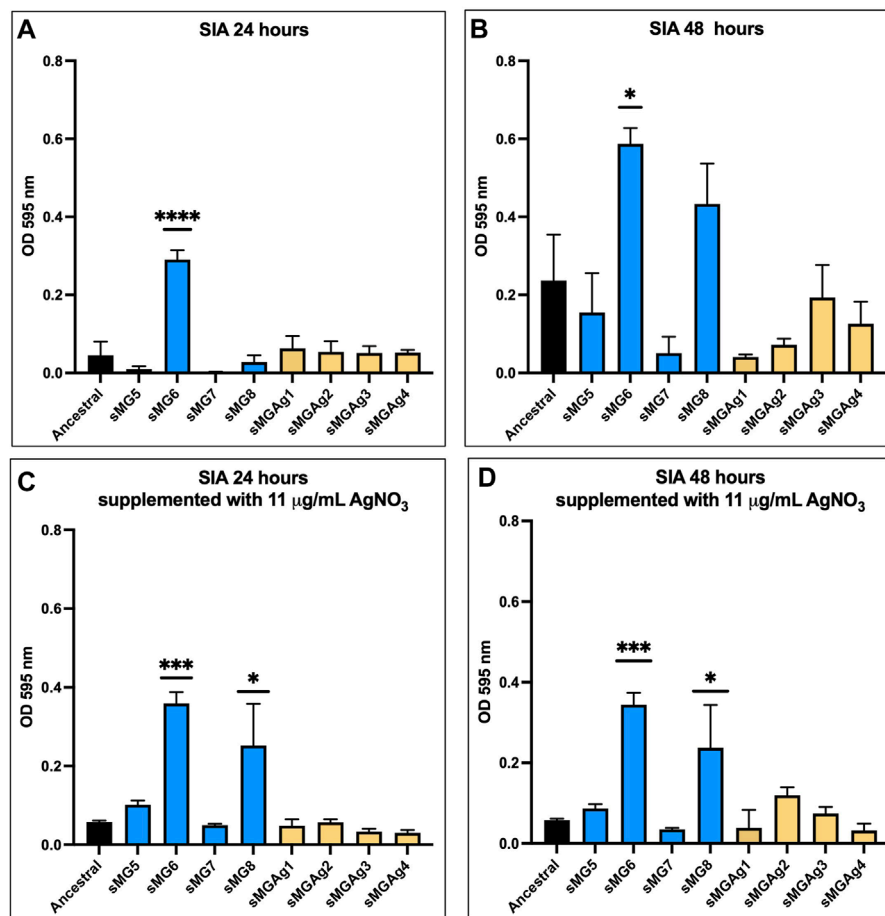 A
SIA 24 hours
OD 595 nm
0.8
0.6
0.4
0.2
0.0
****
Ancestral
sMG5
sMG6
sMG7
sMG8
sMGAg1
sMGAg2
sMGAg3
sMGAg4
B
SIA 48 hours
OD 595 nm
0.8
0.6
0.4
0.2
0.0
*
Ancestral
sMG5
sMG6
sMG7
sMG8
sMGAg1
sMGAg2
sMGAg3
sMGAg4
C
SIA 24 hours
supplemented with 11 μg/mL AgNO₃
OD 595 nm
0.8
0.6
0.4
0.2
0.0
***
*
Ancestral
sMG5
sMG6
sMG7
sMG8
sMGAg1
sMGAg2
sMGAg3
sMGAg4
D
SIA 48 hours
supplemented with 11 μg/mL AgNO₃
OD 595 nm
0.8
0.6
0.4
0.2
0.0
***
*
Ancestral
sMG5
sMG6
sMG7
sMG8
sMGAg1
sMGAg2
sMGAg3
sMGAg4